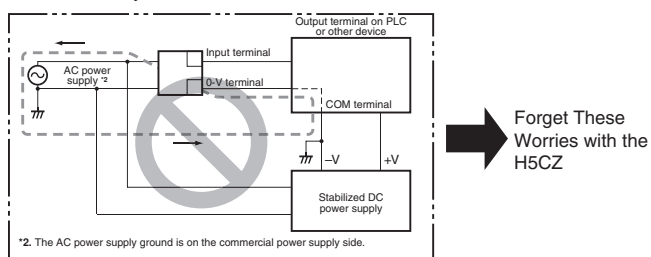 Output terminal on PLC
or other device
Input terminal
AC power
supply *2
0-V terminal
COM terminal
–V
+V
Stabilized DC
power supply
*2. The AC power supply ground is on the commercial power supply side.
Forget These
Worries with the
H5CZ